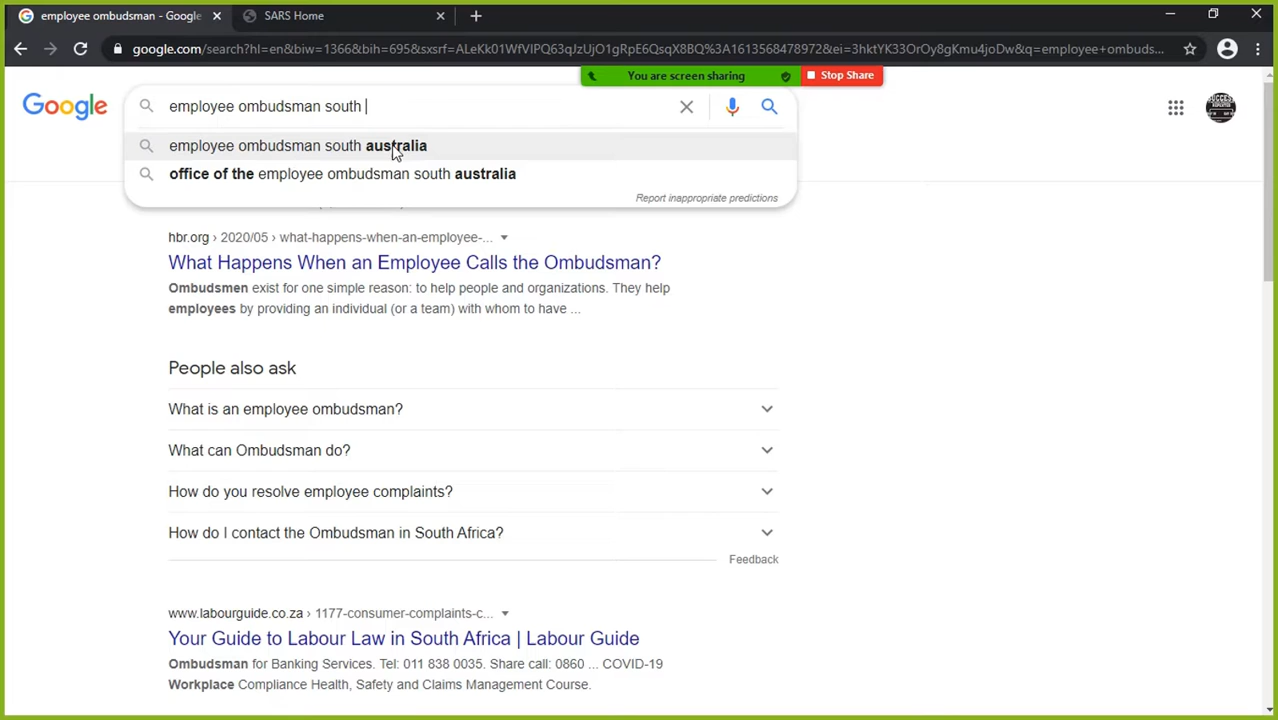 employee ombudsman - Google
SARS Home
google.com/search?hl=en&biw=1366&bih=695&sxsrf=ALeKk01WfVIPQ63qJzUjO1gRpE6QsqX8BQ%3A1613568478972&ei=3hktYK33OrOy8gKmu4joDw&q=employee+ombuds...
You are screen sharing
Stop Share
Google
employee ombudsman south
employee ombudsman south australia
office of the employee ombudsman south australia
Report inappropriate predictions
hbr.org › 2020/05 › what-happens-when-an-employee-...
What Happens When an Employee Calls the Ombudsman?
Ombudsmen exist for one simple reason: to help people and organizations. They help
employees by providing an individual (or a team) with whom to have ...
People also ask
What is an employee ombudsman?
What can Ombudsman do?
How do you resolve employee complaints?
How do I contact the Ombudsman in South Africa?
Feedback
www.labourguide.co.za › 1177-consumer-complaints-c...
Your Guide to Labour Law in South Africa | Labour Guide
Ombudsman for Banking Services. Tel: 011 838 0035. Share call: 0860 ... COVID-19
Workplace Compliance Health, Safety and Claims Management Course.